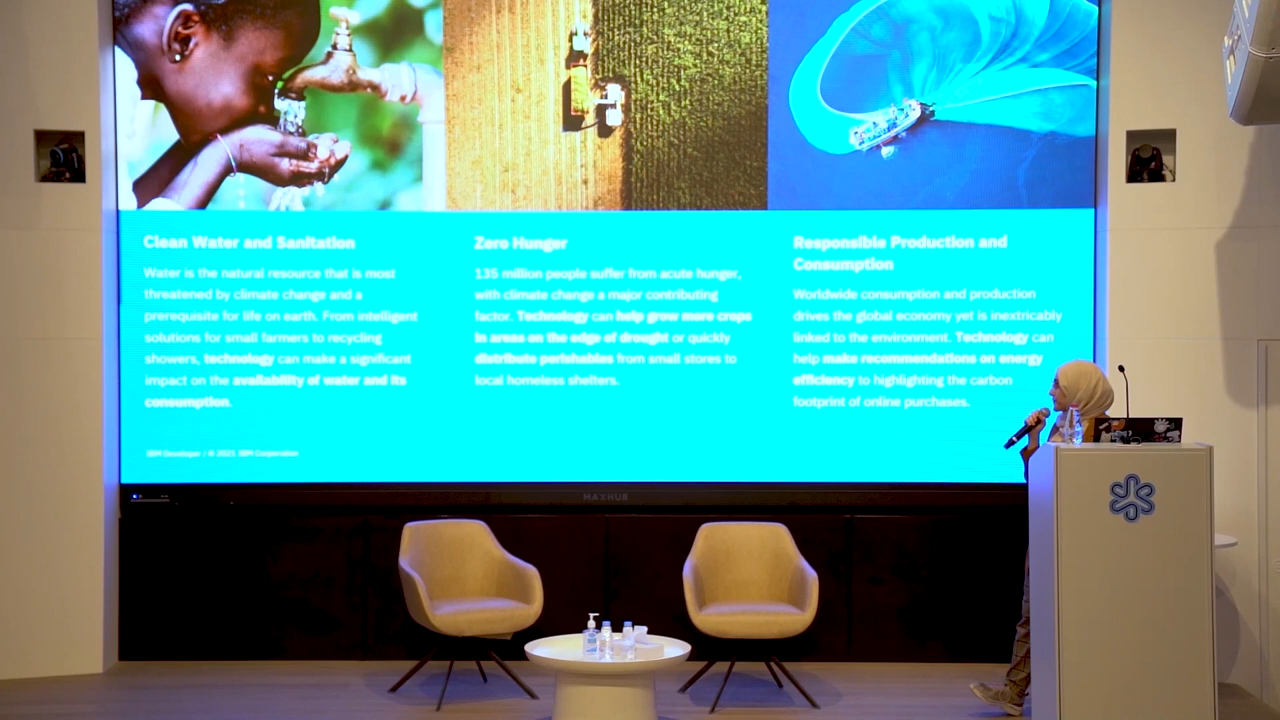 Clean Water and Sanitation
Water is the natural resource that is most
threatened by climate change and a
prerequisite for life on earth. From intelligent
solutions for small farmers to recycling
showers, technology can make a significant
impact on the availability of water and its
consumption.
Zero Hunger
135 million people suffer from acute hunger,
with climate change a major contributing
factor. Technology can help grow more crops
in areas on the edge of drought or quickly
distribute perishables from small stores to
local homeless shelters.
Responsible Production and
Consumption
Worldwide consumption and production
drives the global economy yet is inextricably
linked to the environment. Technology can
help make recommendations on energy
efficiency to highlighting the carbon
footprint of online purchases.
IBM Developer / © 2021 IBM Corporation
MAXHUB